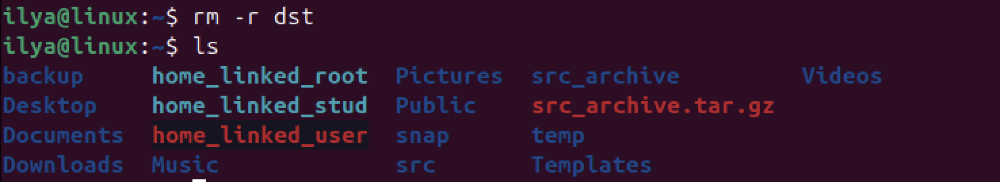 ilya@linux:~$ rm -r dst
ilya@linux:~$ ls
backup home_linked_root Pictures src_archive Videos
Desktop home_linked_stud Public src_archive.tar.gz
Documents home_linked_user snap temp
Downloads Music src Templates